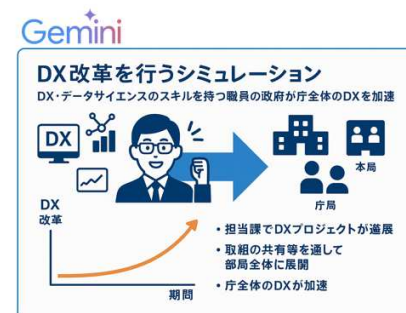 Gemini
DX改革を行うシミュレーション
DX・データサイエンスのスキルを持つ職員の政府が庁全体のDXを加速
DX
本局
庁局
DX
改革
期間
・担当課でDXプロジェクトが進展
・取組の共有等を通して
部局全体に展開
・庁全体のDXが加速